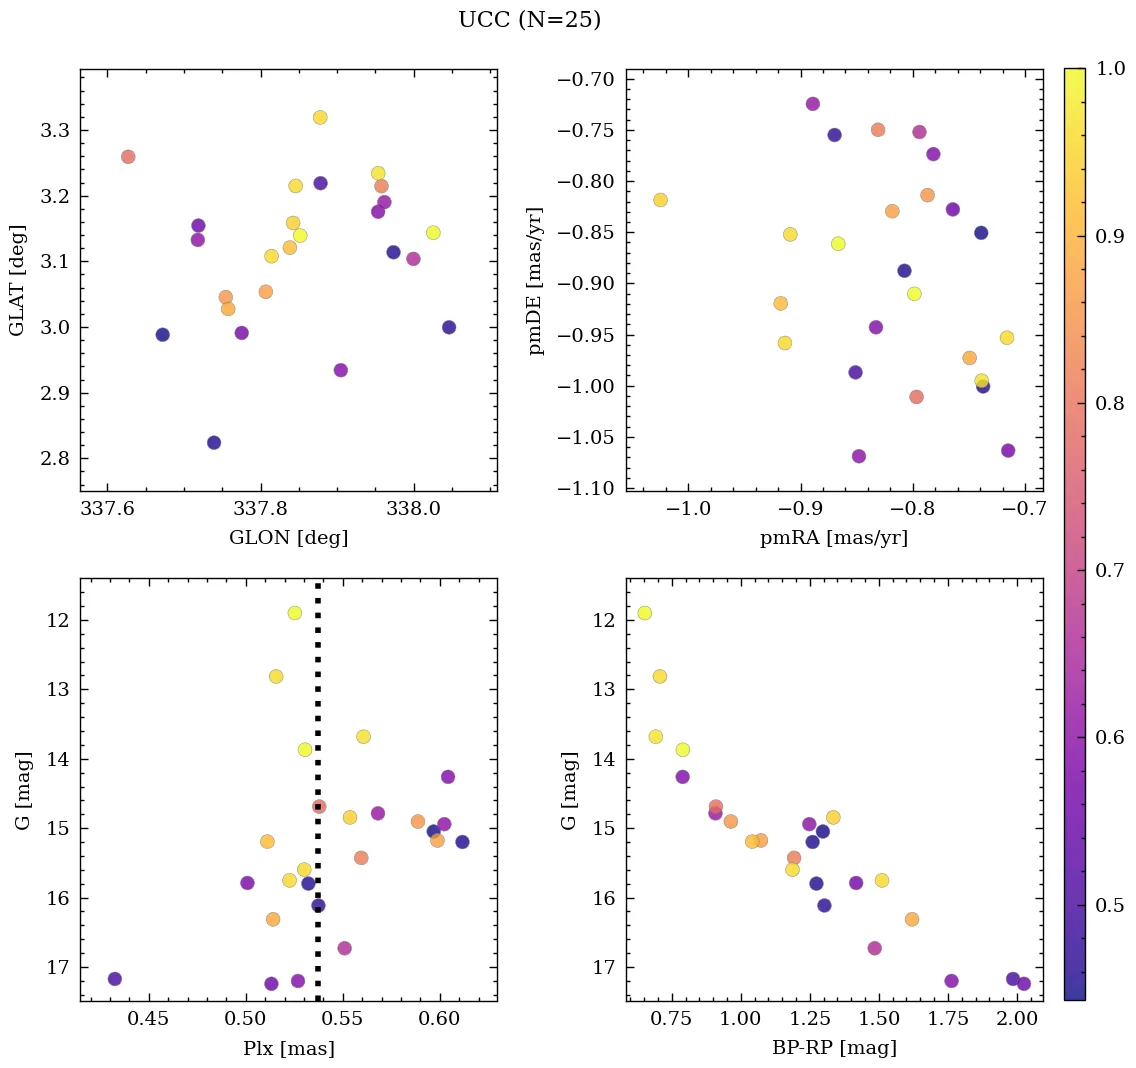 UCC (N=25)
3.3
3.2
3.1
3.0
2.9
2.8
GLAT [deg]
337.6 337.8 338.0
GLON [deg]
−0.70
−0.75
−0.80
−0.85
−0.90
−0.95
−1.00
−1.05
−1.10
pmDE [mas/yr]
−1.0 −0.9 −0.8 −0.7
pmRA [mas/yr]
12
13
14
15
16
17
G [mag]
0.45 0.50 0.55 0.60
Plx [mas]
12
13
14
15
16
17
G [mag]
0.75 1.00 1.25 1.50 1.75 2.00
BP-RP [mag]
1.0
0.9
0.8
0.7
0.6
0.5